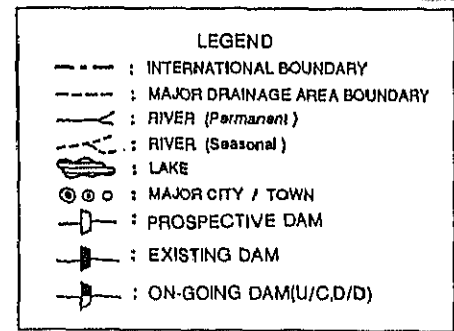 LEGEND
: INTERNATIONAL BOUNDARY
: MAJOR DRAINAGE AREA BOUNDARY
: RIVER (Permanent)
: RIVER (Seasonal)
: LAKE
: MAJOR CITY / TOWN
: PROSPECTIVE DAM
: EXISTING DAM
: ON-GOING DAM(U/C,D/D)